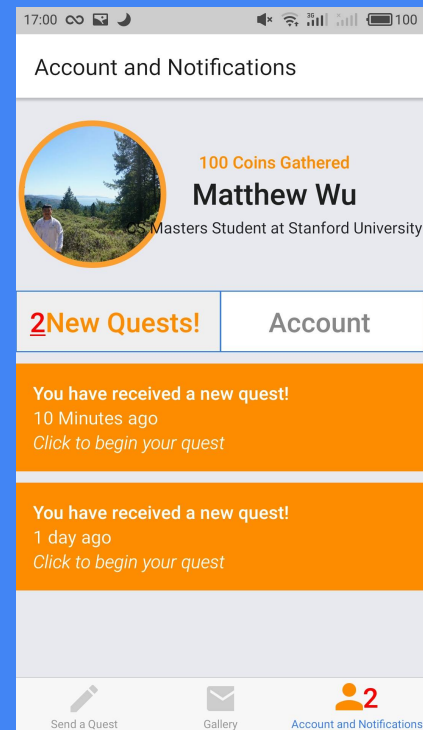 17:00 100
Account and Notifications
100 Coins Gathered
Matthew Wu
CS Masters Student at Stanford University
2New Quests! Account
You have received a new quest!
10 Minutes ago
Click to begin your quest
You have received a new quest!
1 day ago
Click to begin your quest
2
Send a Quest Gallery Account and Notifications